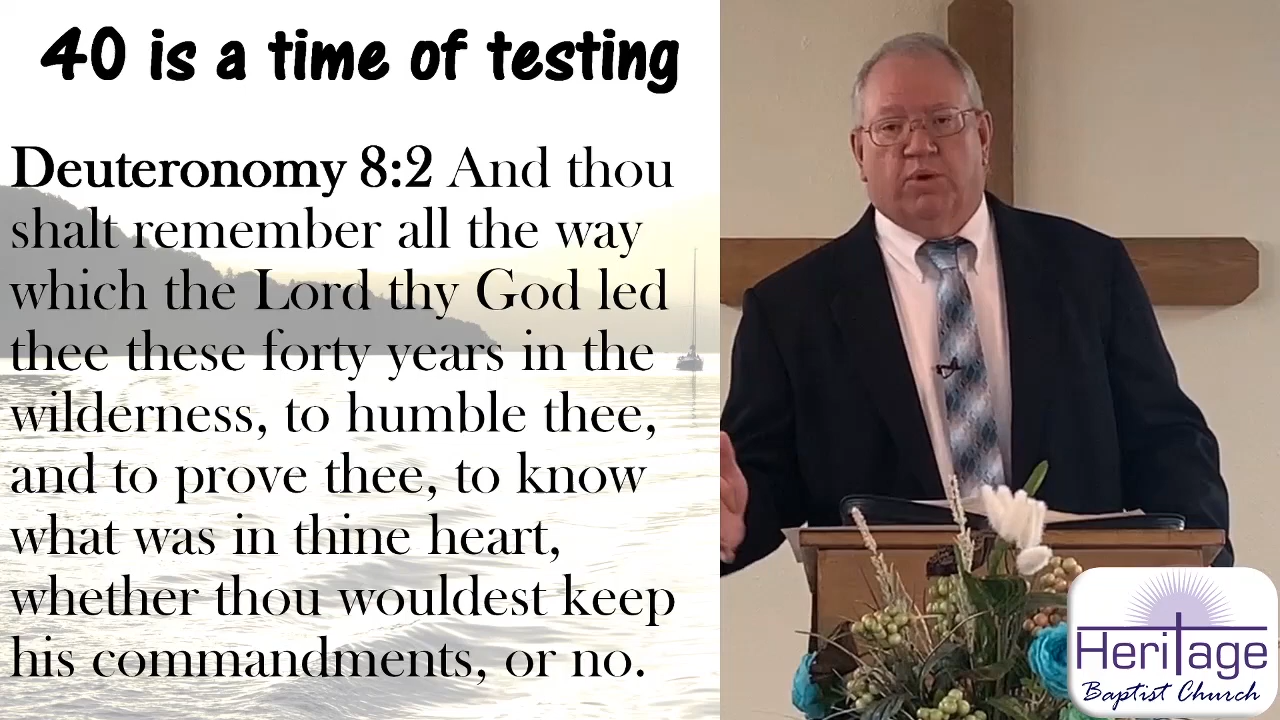 40 is a time of testing
Deuteronomy 8:2 And thou
shalt remember all the way
which the Lord thy God led
thee these forty years in the
wilderness, to humble thee,
and to prove thee, to know
what was in thine heart,
whether thou wouldest keep
his commandments, or no.
Heritage
Baptist Church